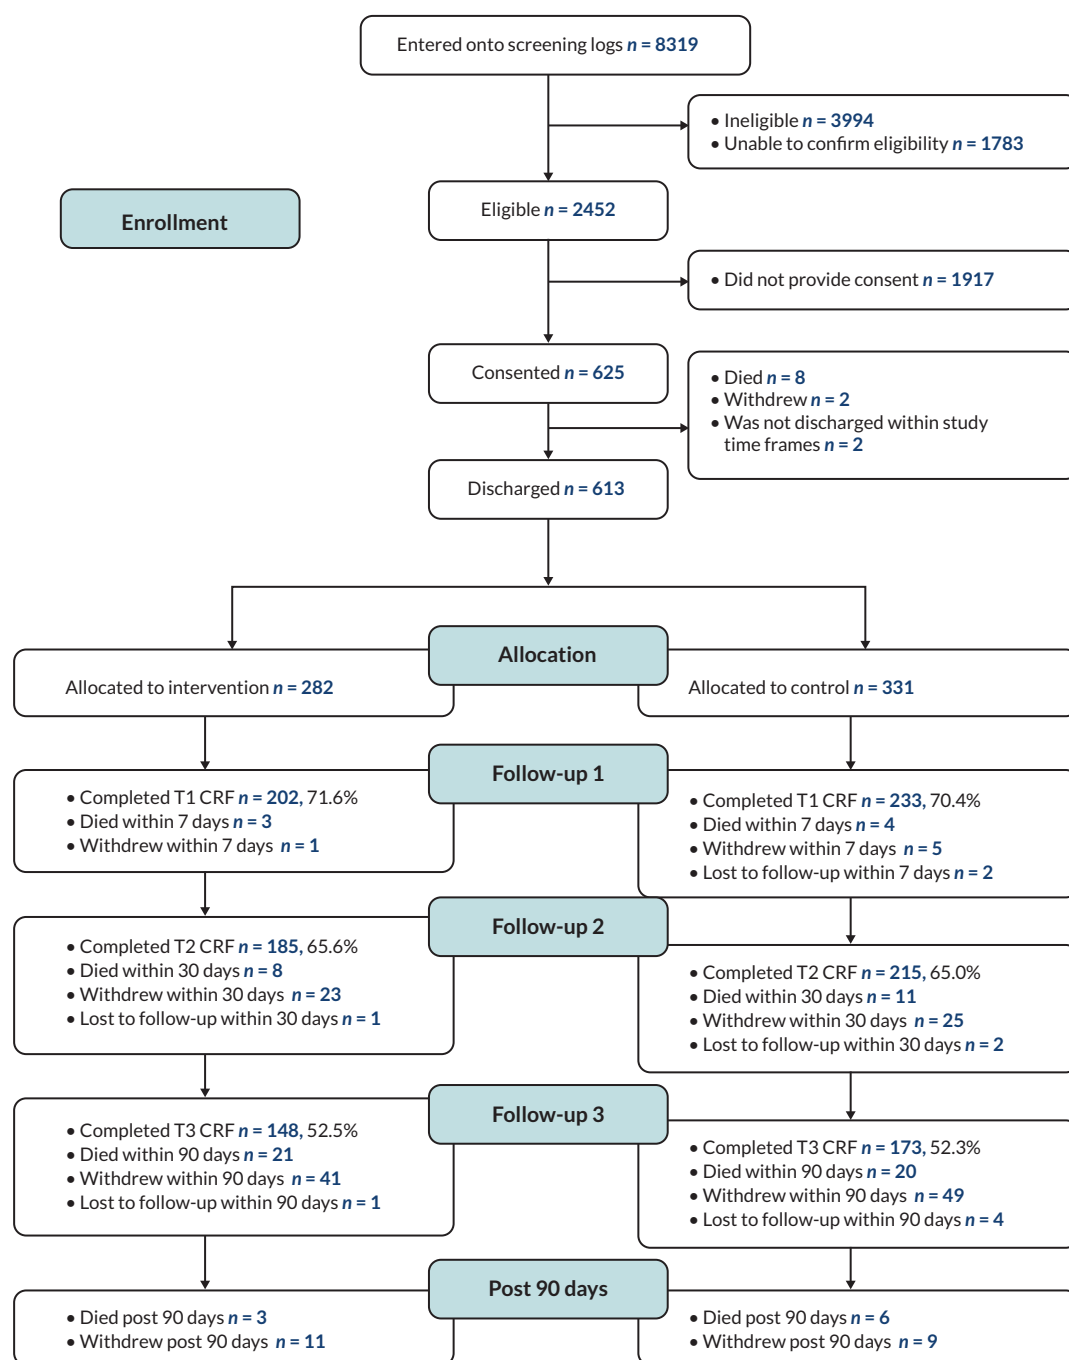 Entered onto screening logs n = 8319
• Ineligible n = 3994
• Unable to confirm eligibility n = 1783
Enrollment
Eligible n = 2452
• Did not provide consent n = 1917
Consented n = 625
• Died n = 8
• Withdrew n = 2
• Was not discharged within study
time frames n = 2
Discharged n = 613
Allocation
Allocated to intervention n = 282
Allocated to control n = 331
Follow-up 1
• Completed T1 CRF n = 202, 71.6%
• Died within 7 days n = 3
• Withdrew within 7 days n = 1
• Completed T1 CRF n = 233, 70.4%
• Died within 7 days n = 4
• Withdrew within 7 days n = 5
• Lost to follow-up within 7 days n = 2
Follow-up 2
• Completed T2 CRF n = 185, 65.6%
• Died within 30 days n = 8
• Withdrew within 30 days n = 23
• Lost to follow-up within 30 days n = 1
• Completed T2 CRF n = 215, 65.0%
• Died within 30 days n = 11
• Withdrew within 30 days n = 25
• Lost to follow-up within 30 days n = 2
Follow-up 3
• Completed T3 CRF n = 148, 52.5%
• Died within 90 days n = 21
• Withdrew within 90 days n = 41
• Lost to follow-up within 90 days n = 1
• Completed T3 CRF n = 173, 52.3%
• Died within 90 days n = 20
• Withdrew within 90 days n = 49
• Lost to follow-up within 90 days n = 4
Post 90 days
• Died post 90 days n = 3
• Withdrew post 90 days n = 11
• Died post 90 days n = 6
• Withdrew post 90 days n = 9